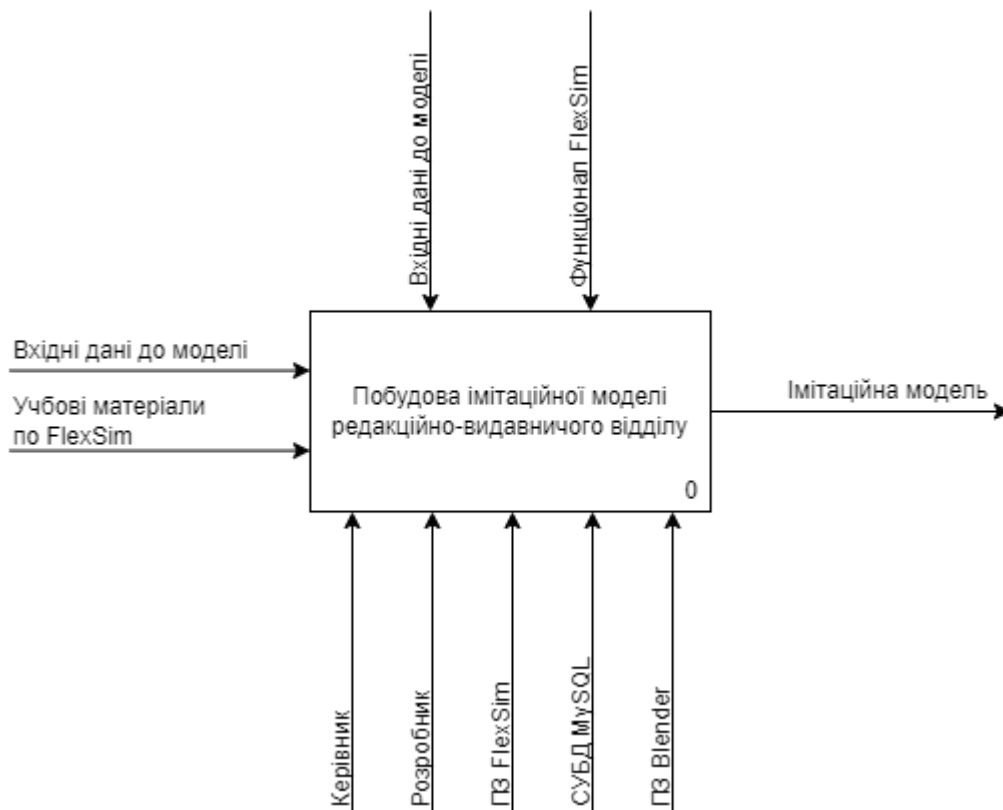 Вхідні дані до моделі
Функціонал FlexSim
Вхідні дані до моделі
Учбові матеріали
по FlexSim
Побудова імітаційної моделі
редакційно-видавничого відділу
0
Імітаційна модель
Керівник
Розробник
ПЗ FlexSim
СУБД MySQL
ПЗ Blender